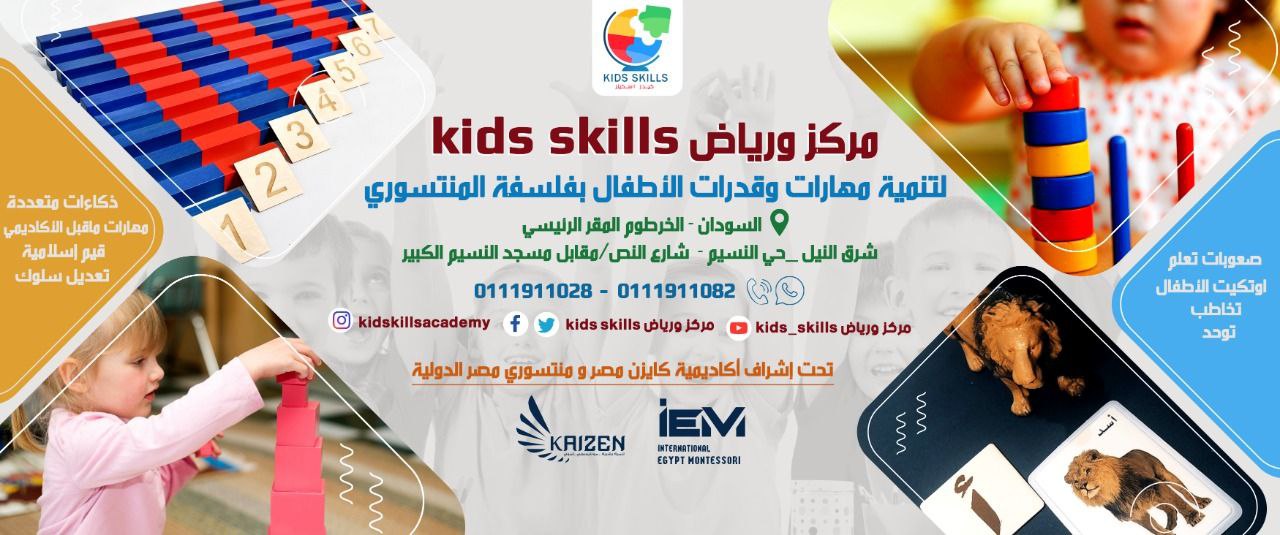 KIDS SKILLS
كيدز اسكيلز
مركز ورياض kids skills
لتنمية مهارات وقدرات الأطفال بفلسفة المنتسوري
السودان - الخرطوم المقر الرئيسي
شرق النيل _حي النسيم - شارع النص/مقابل مسجد النسيم الكبير
0111911028 - 0111911082
kidskillsacademy
مركز ورياض kids skills
مركز ورياض kids_skills
تحت إشراف أكاديمية كايزن مصر و منتسوري مصر الدولية
KAIZEN
iEM
INTERNATIONAL
EGYPT MONTESSORI
ذكاءات متعددة
مهارات ماقبل الأكاديمي
قيم إسلامية
تعديل سلوك
صعوبات تعلم
اوتكيت الأطفال
تخاطب
توحد
1
2
3
4
5
6
7
أسد
أ